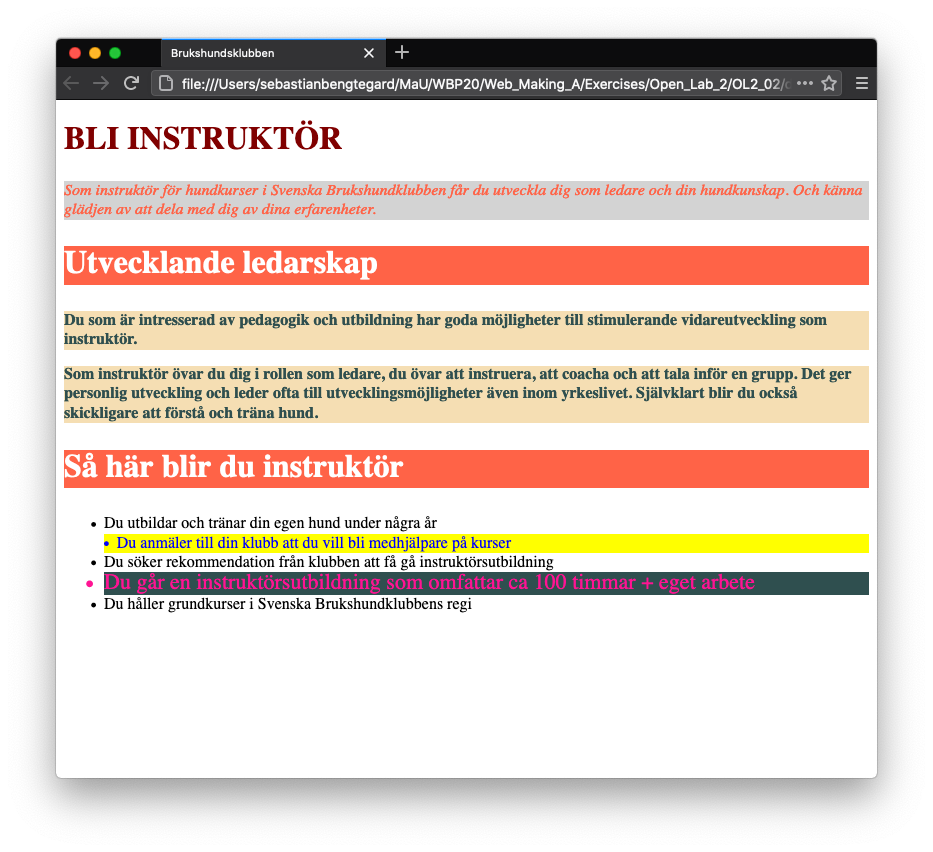 Brukshundsklubben
file:///Users/sebastianbengtegard/MaU/WBP20/Web_Making_A/Exercises/Open_Lab_2/OL2_02/
BLI INSTRUKTÖR
Som instruktör för hundkurser i Svenska Brukshundklubben får du utveckla dig som ledare och din hundkunskap. Och känna
glädjen av att dela med dig av dina erfarenheter.
Utvecklande ledarskap
Du som är intresserad av pedagogik och utbildning har goda möjligheter till stimulerande vidareutveckling som
instruktör.
Som instruktör övar du dig i rollen som ledare, du övar att instruera, att coacha och att tala inför en grupp. Det ger
personlig utveckling och leder ofta till utvecklingsmöjligheter även inom yrkeslivet. Självklart blir du också
skickligare att förstå och träna hund.
Så här blir du instruktör
• Du utbildar och tränar din egen hund under några år
• Du anmäler till din klubb att du vill bli medhjälpare på kurser
• Du söker rekommendation från klubben att få gå instruktörsutbildning
• Du går en instruktörsutbildning som omfattar ca 100 timmar + eget arbete
• Du håller grundkurser i Svenska Brukshundklubbens regi